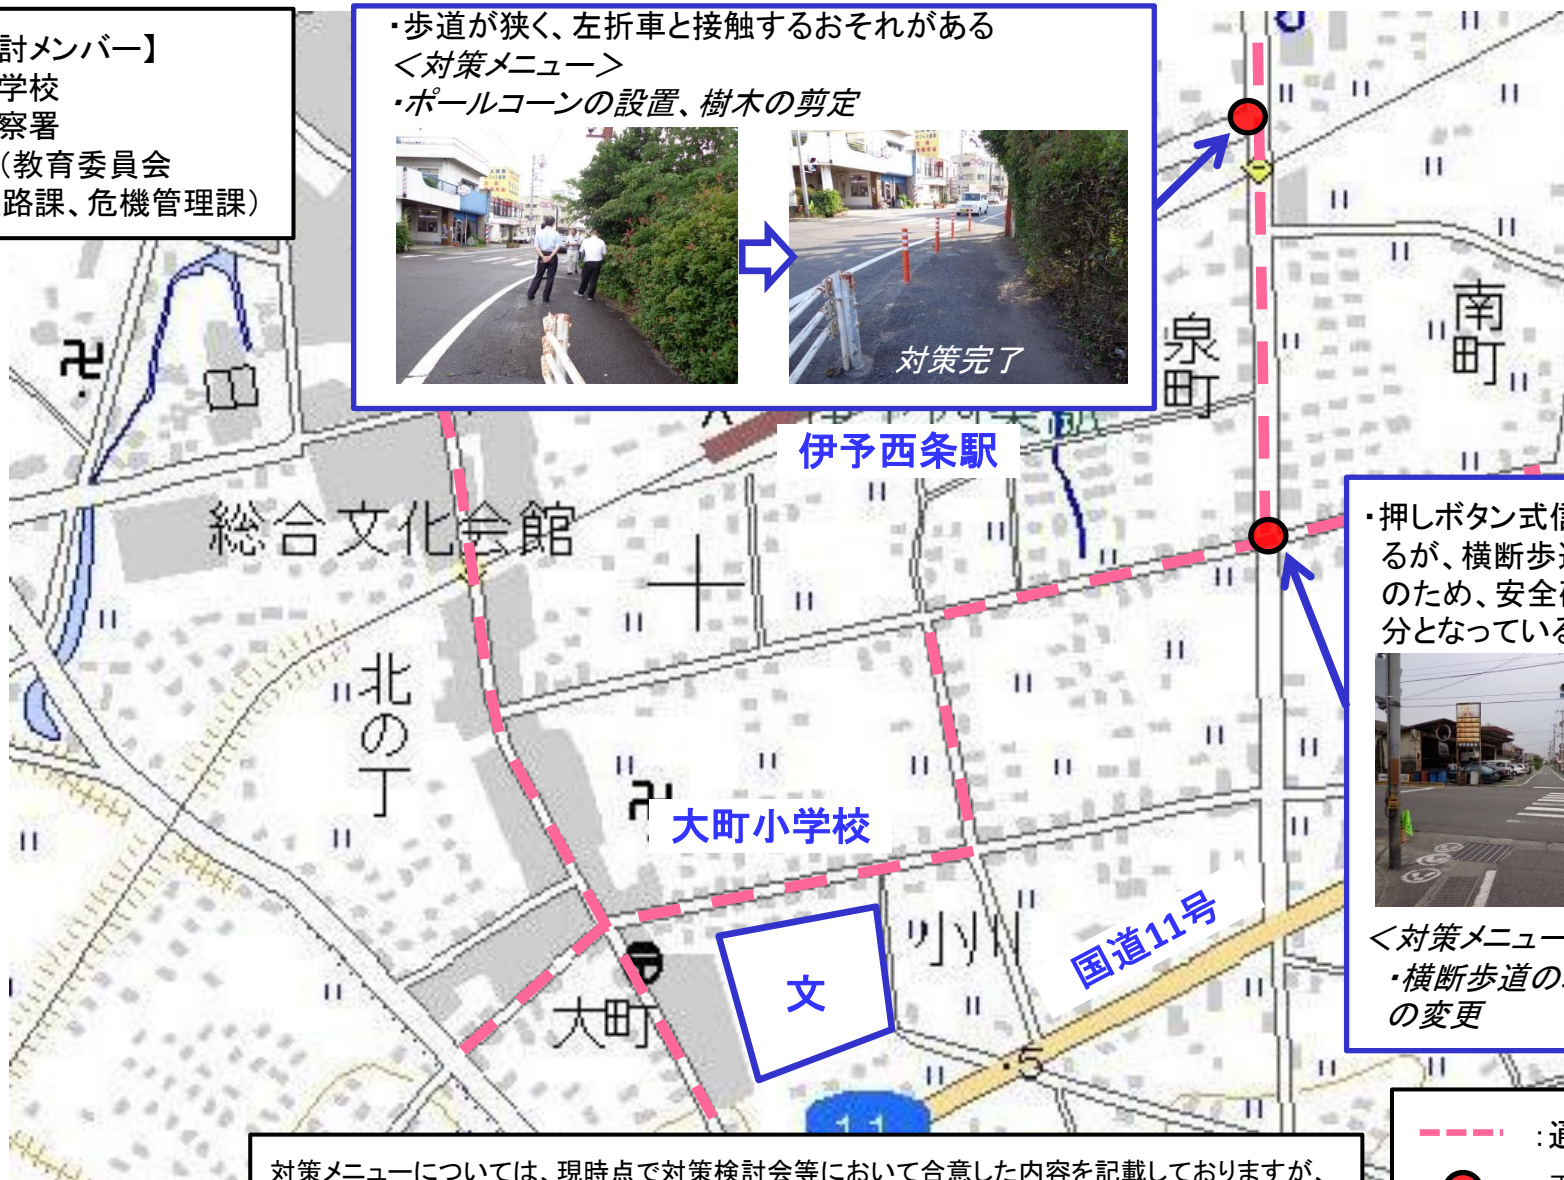 討メンバー】
学校
察署
（教育委員会
路課、危機管理課）
・歩道が狭く、左折車と接触するおそれがある
＜対策メニュー＞
・ポールコーンの設置、樹木の剪定
対策完了
泉町
南町
伊予西条駅
総合文化会館
・押しボタン式信
るが、横断歩道
のため、安全
分となっている
北の丁
大町小学校
小川
国道11号
文
大町
・5
11
＜対策メニュー
・横断歩道の
の変更
：通
対策メニューについては、現時点で対策検討会等において合意した内容を記載しておりますが、